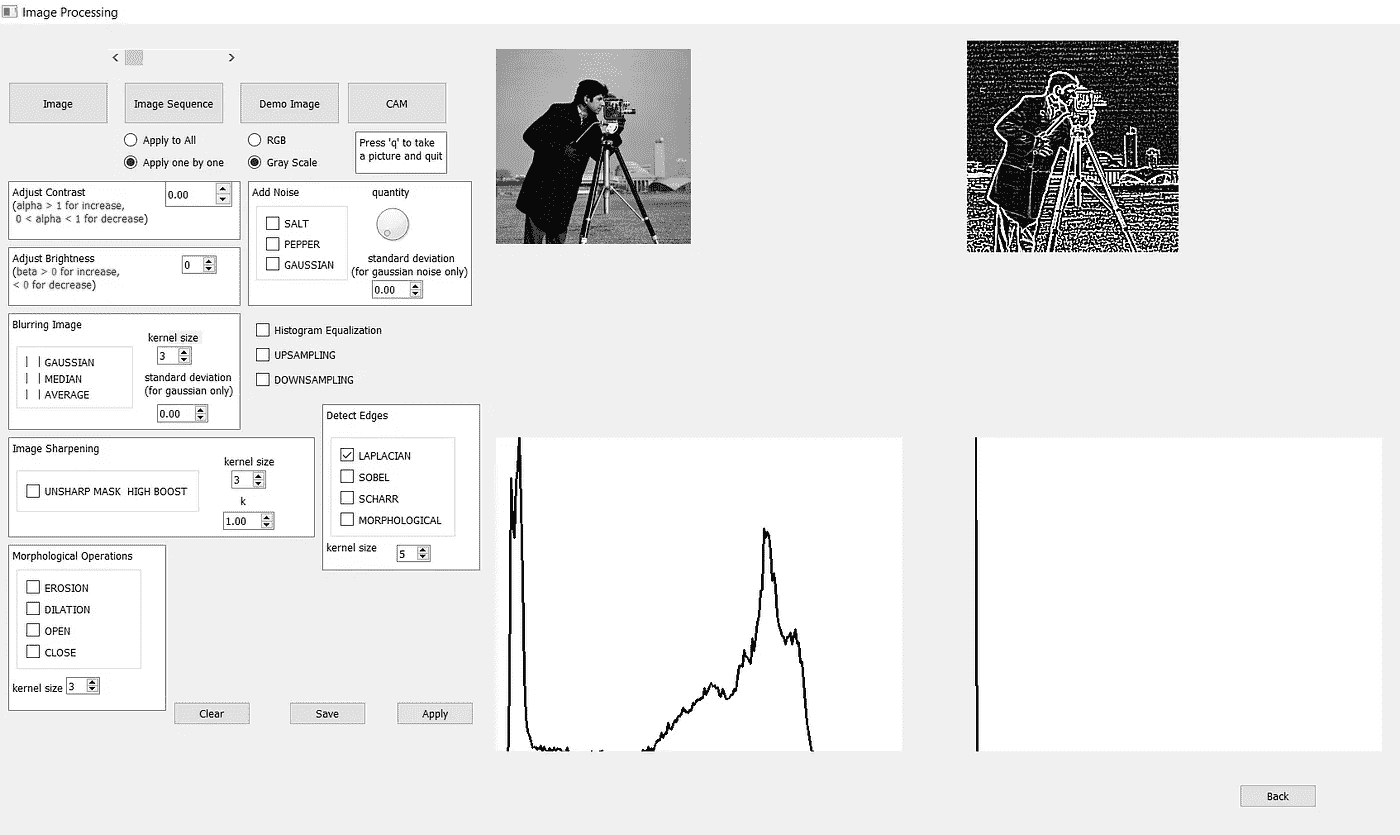 Image Processing
Image
Image Sequence
Demo Image
CAM
Apply to All
RGB
Press 'q' to take
a picture and quit
Apply one by one
Gray Scale
Adjust Contrast
(alpha > 1 for increase,
0 < alpha < 1 for decrease)
0.00
Add Noise
quantity
SALT
PEPPER
GAUSSIAN
standard deviation
(for gaussian noise only)
0.00
Adjust Brightness
(beta > 0 for increase,
< 0 for decrease)
0
Blurring Image
kernel size
3
GAUSSIAN
MEDIAN
AVERAGE
standard deviation
(for gaussian only)
0.00
Histogram Equalization
UPSAMPLING
DOWNSAMPLING
Image Sharpening
kernel size
3
UNSHARP MASK HIGH BOOST
k
1.00
Detect Edges
LAPLACIAN
SOBEL
SCHARR
MORPHOLOGICAL
kernel size
5
Morphological Operations
EROSION
DILATION
OPEN
CLOSE
kernel size
3
Clear
Save
Apply
Back